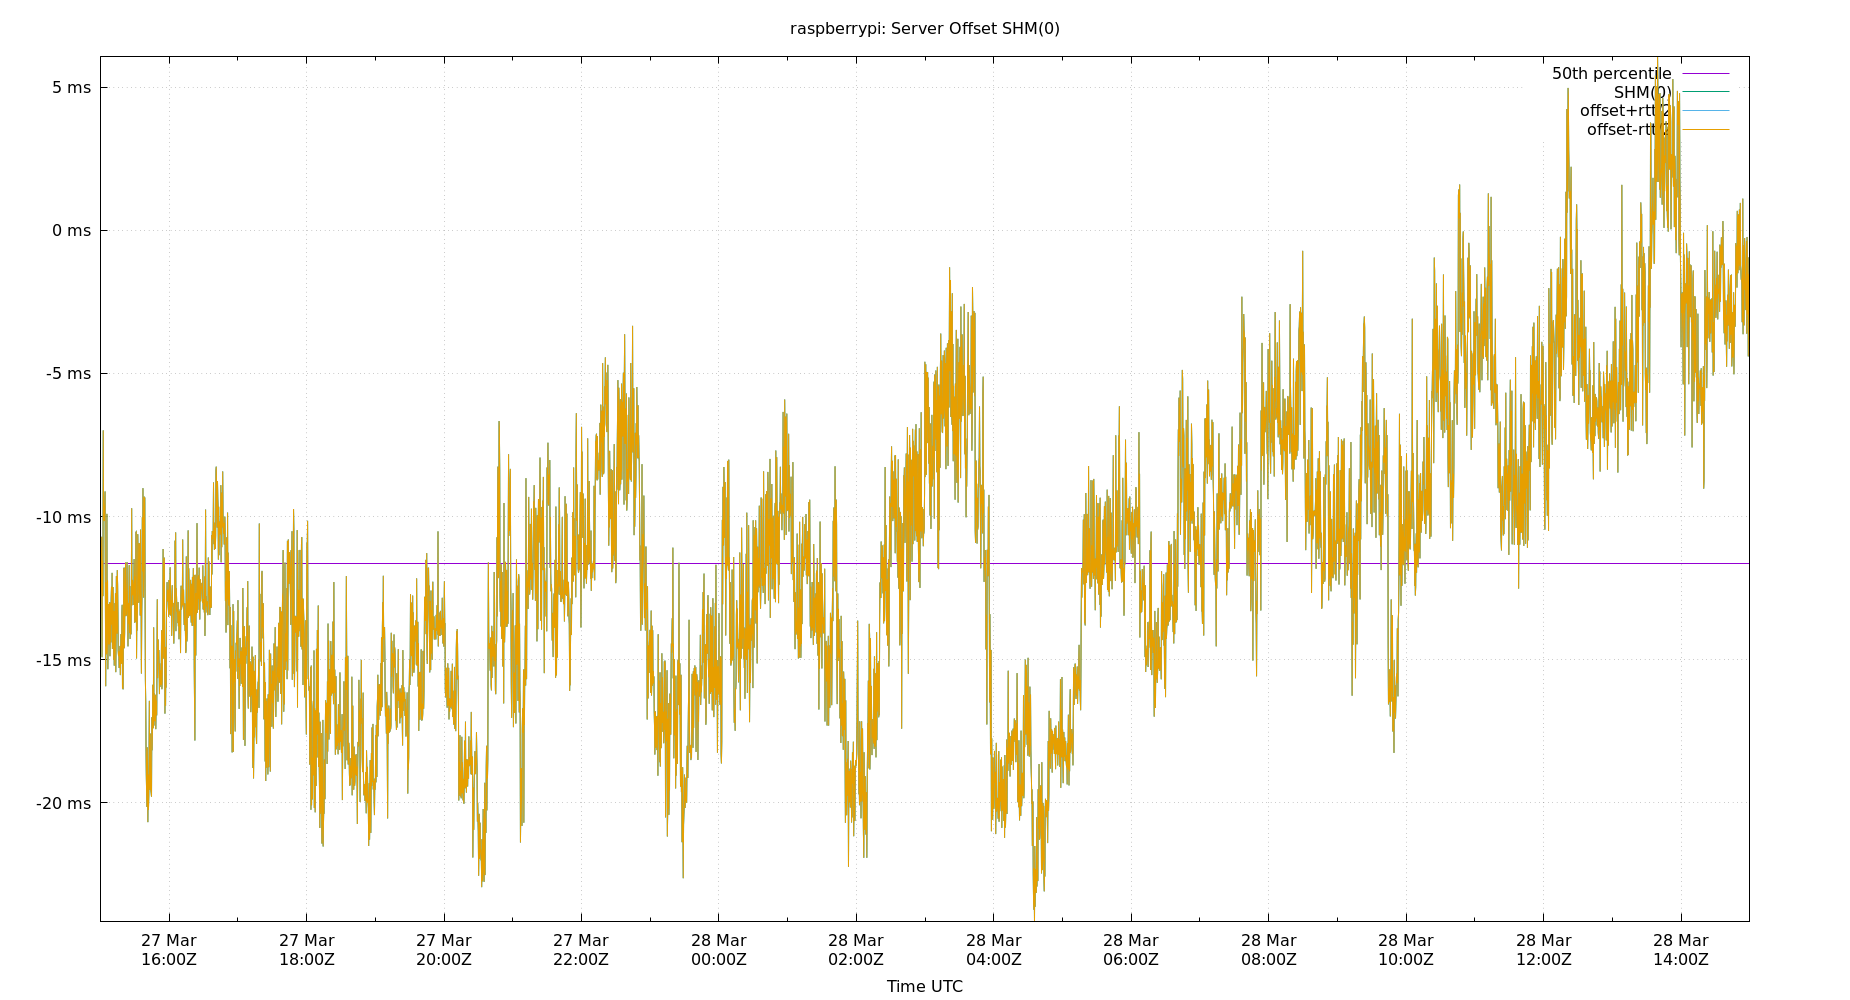 raspberrypi: Server Offset SHM(0)
50th percentile
SHM(0)
offset+rtt/2
offset-rtt/2
5 ms
0 ms
-5 ms
-10 ms
-15 ms
-20 ms
27 Mar 27 Mar 27 Mar 27 Mar 28 Mar 28 Mar 28 Mar 28 Mar 28 Mar 28 Mar 28 Mar 28 Mar
16:00Z 18:00Z 20:00Z 22:00Z 00:00Z 02:00Z 04:00Z 06:00Z 08:00Z 10:00Z 12:00Z 14:00Z
Time UTC